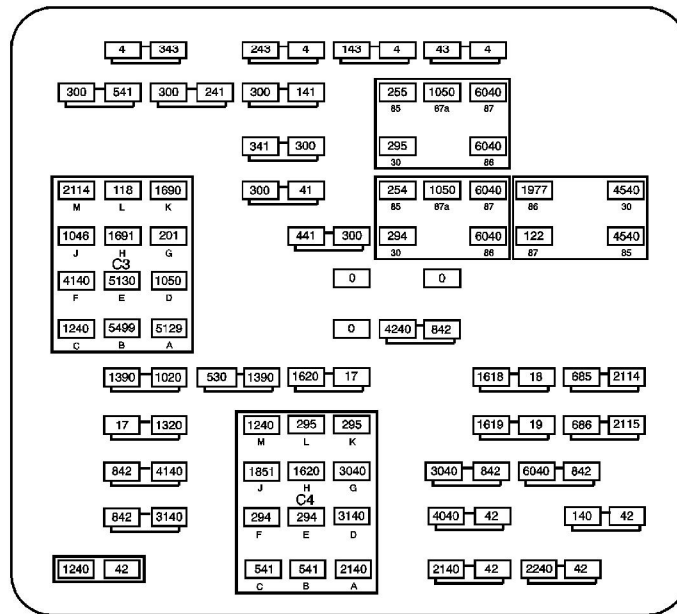 4 343 243 4 143 4 43 4
300 541 300 241 300 141 255 1050 6040
85 87a 87
341 300 295 6040
30 86
2114 118 1690 300 41 254 1050 6040 1977 4540
M L K 85 87a 87 86 30
1046 1691 201 441 300 294 6040 122 4540
J H G 30 86 87 85
C3
4140 5130 1050 0 0
F E D
1240 5499 5129 0 4240 842
C B A
1390 1020 530 1390 1620 17 1618 18 685 2114
17 1320 1240 295 295 1619 19 686 2115
M L K
842 4140 1851 1620 3040 3040 842 6040 842
J H G
C4
842 3140 294 294 3140 4040 42 140 42
F E D
1240 42 541 541 2140 2140 42 2240 42
C B A